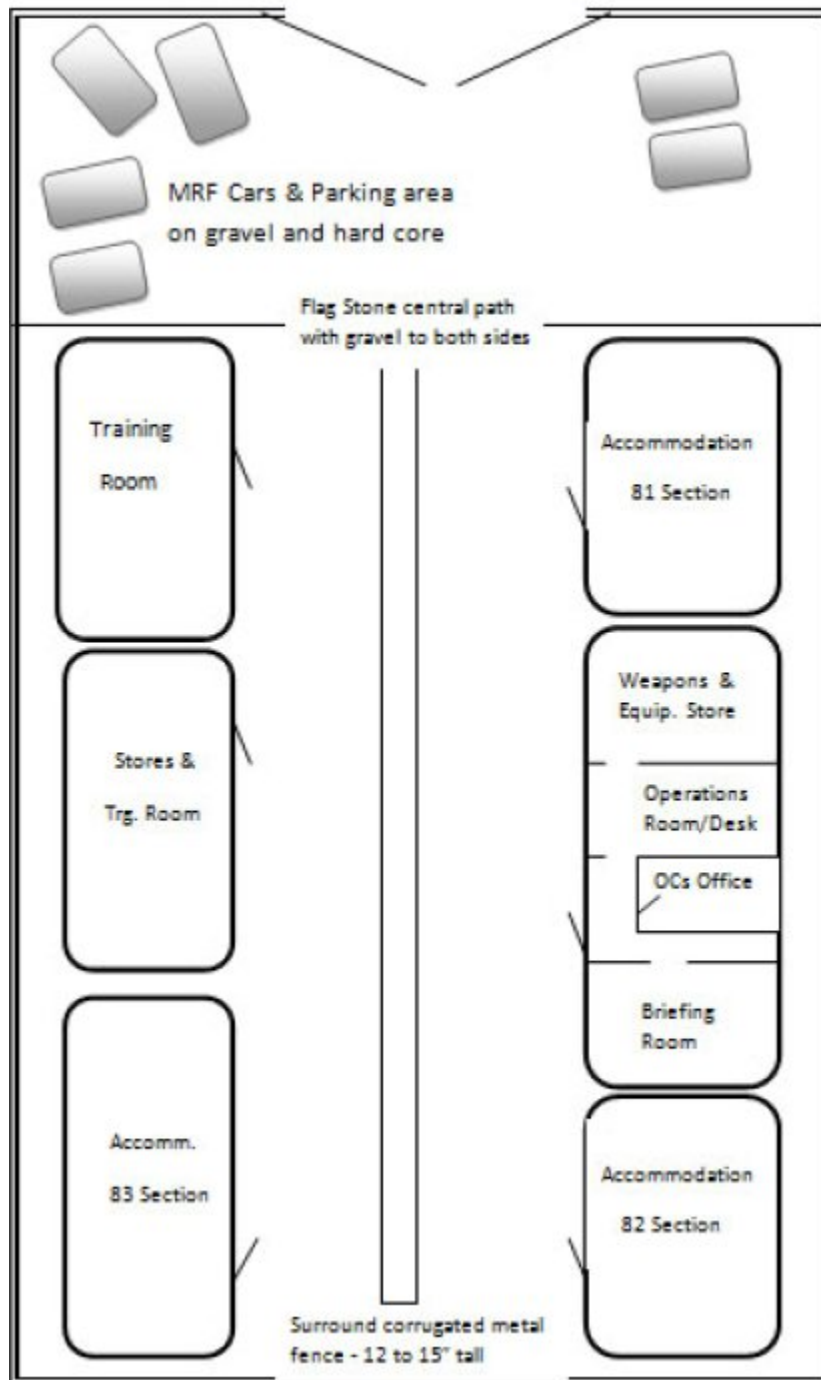 MRF Cars & Parking area
on gravel and hard core
Flag Stone central path
with gravel to both sides
Training
Room
Accommodation
81 Section
Stores &
Trg. Room
Weapons &
Equip. Store
Operations
Room/Desk
OCs Office
Briefing
Room
Accomm.
83 Section
Accommodation
82 Section
Surround corrugated metal
fence - 12 to 15" tall